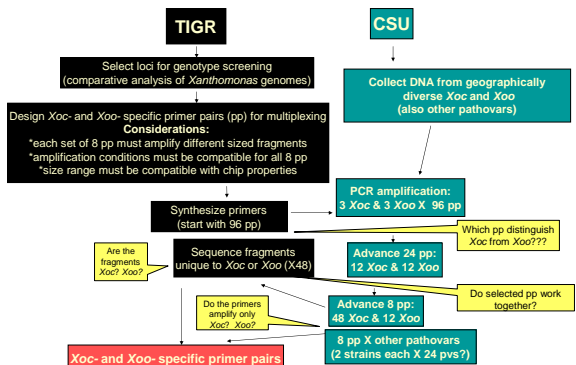 TIGR
CSU
Select loci for genotype screening
(comparative analysis of Xanthomonas genomes)
Collect DNA from geographically
diverse Xoc and Xoo
(also other pathovars)
Design Xoc- and Xoo- specific primer pairs (pp) for multiplexing
Considerations:
*each set of 8 pp must amplify different sized fragments
*amplification conditions must be compatible for all 8 pp
*size range must be compatible with chip properties
PCR amplification:
3 Xoc & 3 Xoo X 96 pp
Synthesize primers
(start with 96 pp)
Which pp distinguish
Xoc from Xoo???
Are the
fragments
Xoc? Xoo?
Sequence fragments
unique to Xoc or Xoo (X48)
Advance 24 pp:
12 Xoc & 12 Xoo
Do selected pp work
together?
Do the primers
amplify only
Xoc? Xoo?
Advance 8 pp:
48 Xoc & 12 Xoo
8 pp X other pathovars
(2 strains each X 24 pvs?)
Xoc- and Xoo- specific primer pairs